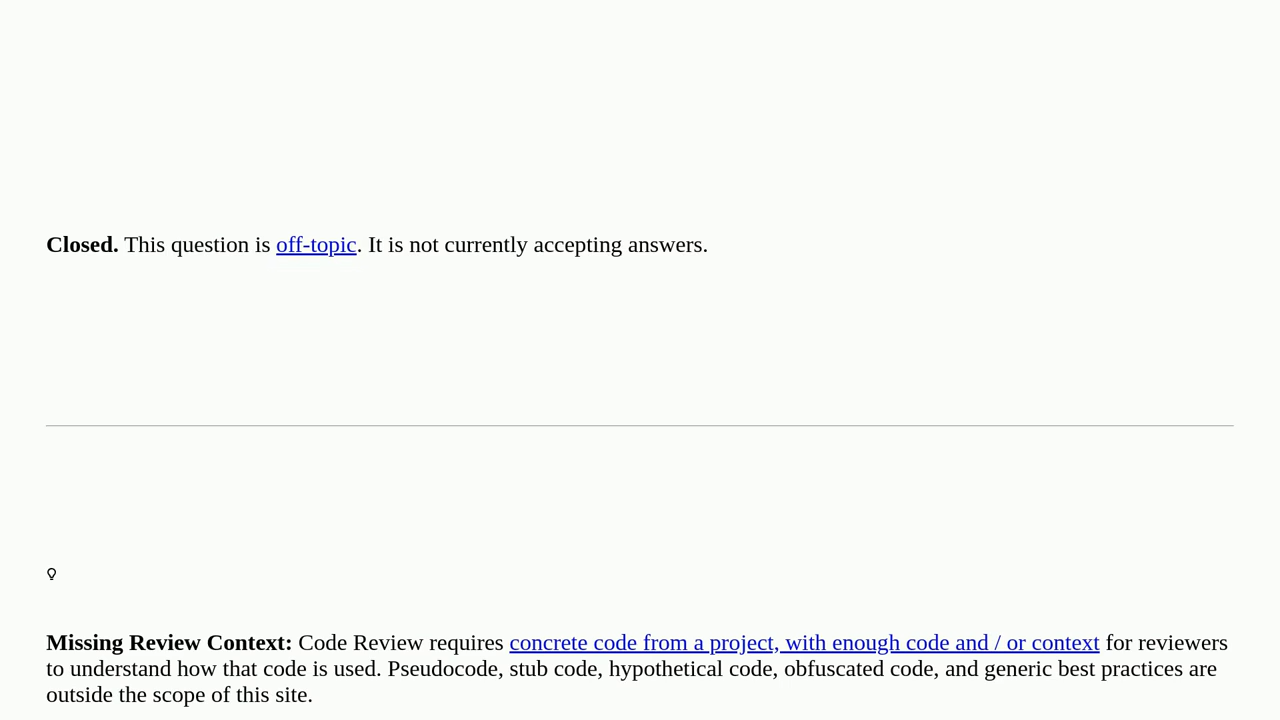 Closed. This question is off-topic. It is not currently accepting answers.
Missing Review Context: Code Review requires concrete code from a project, with enough code and / or context for reviewers
to understand how that code is used. Pseudocode, stub code, hypothetical code, obfuscated code, and generic best practices are
outside the scope of this site.